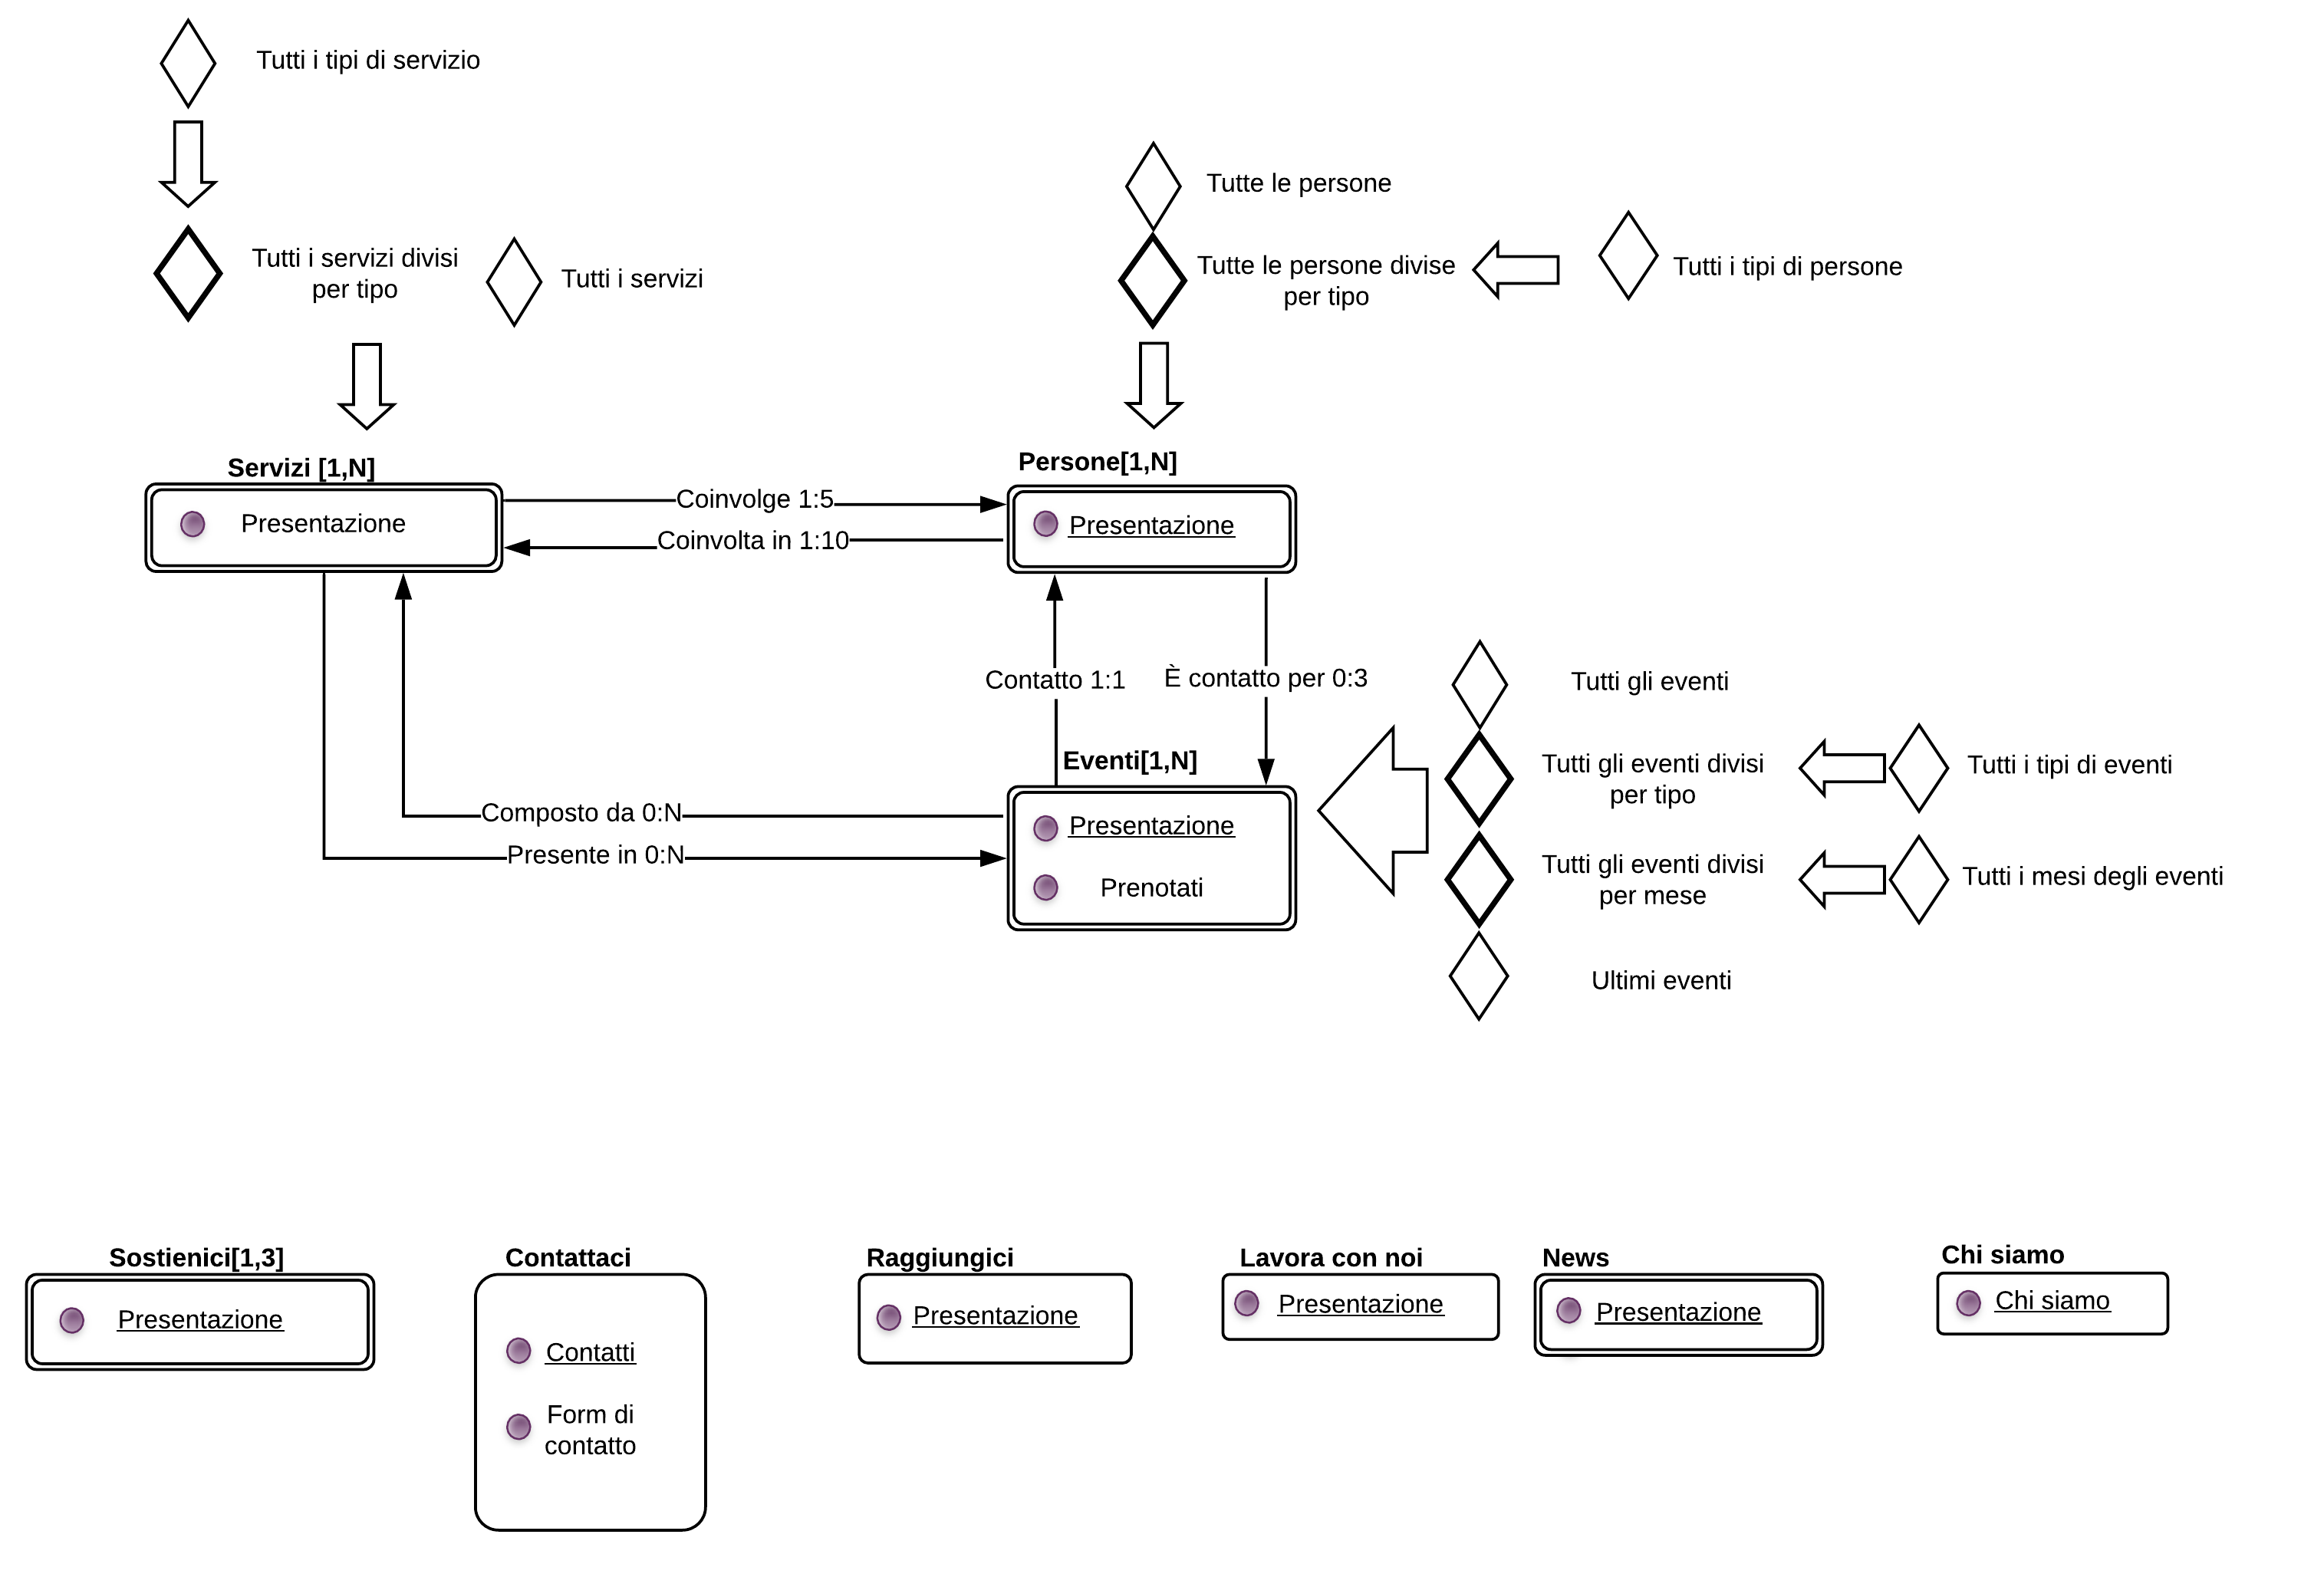 Tutti i tipi di servizio
Tutte le persone
Tutti i servizi divisi
per tipo
Tutti i servizi
Tutte le persone divise
per tipo
Tutti i tipi di persone
Servizi [1,N]
Persone[1,N]
Presentazione
Coinvolge 1:5
Coinvolta in 1:10
Presentazione
Contatto 1:1
È contatto per 0:3
Tutti gli eventi
Eventi[1,N]
Tutti gli eventi divisi
per tipo
Tutti i tipi di eventi
Composto da 0:N
Presente in 0:N
Presentazione
Prenotati
Tutti gli eventi divisi
per mese
Tutti i mesi degli eventi
Ultimi eventi
Sostienici[1,3]
Presentazione
Contattaci
Contatti
Form di
contatto
Raggiungici
Presentazione
Lavora con noi
Presentazione
News
Presentazione
Chi siamo
Chi siamo